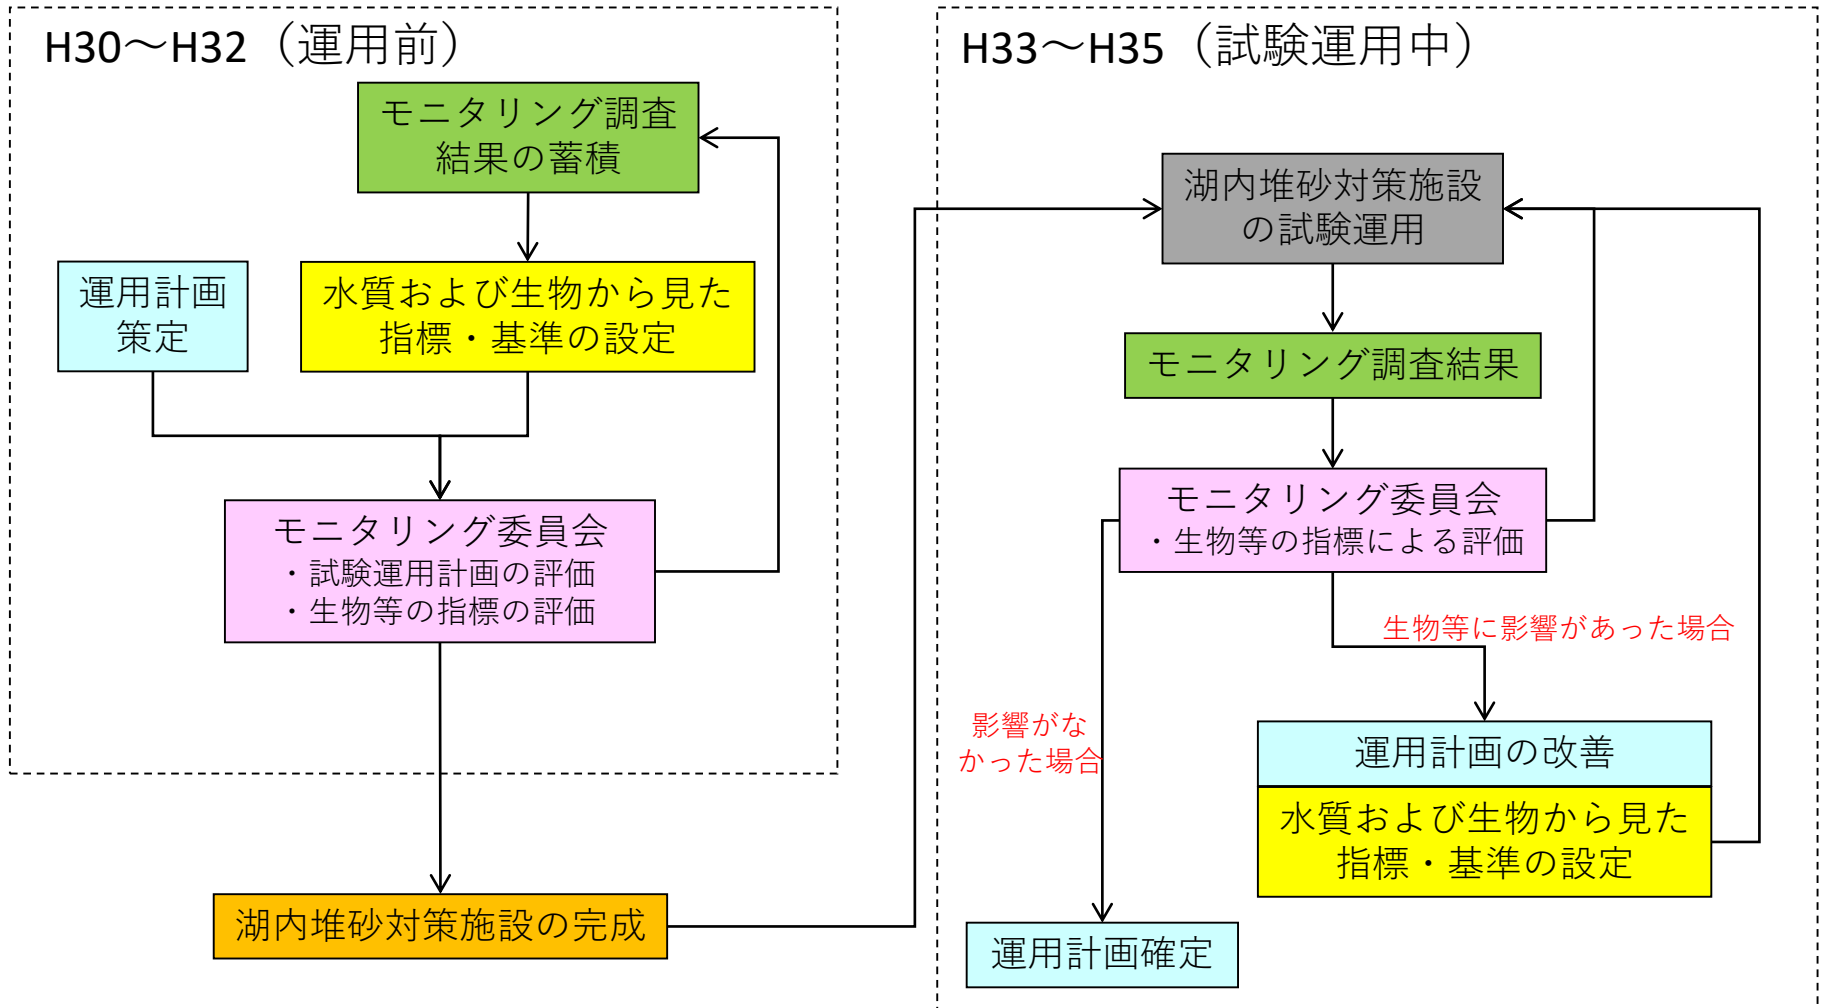 H30～H32（運用前）
モニタリング調査
結果の蓄積
運用計画
策定
水質および生物から見た
指標・基準の設定
モニタリング委員会
・試験運用計画の評価
・生物等の指標の評価
湖内堆砂対策施設の完成
H33～H35（試験運用中）
湖内堆砂対策施設
の試験運用
モニタリング調査結果
モニタリング委員会
・生物等の指標による評価
生物等に影響があった場合
影響がな
かった場合
運用計画の改善
水質および生物から見た
指標・基準の設定
運用計画確定